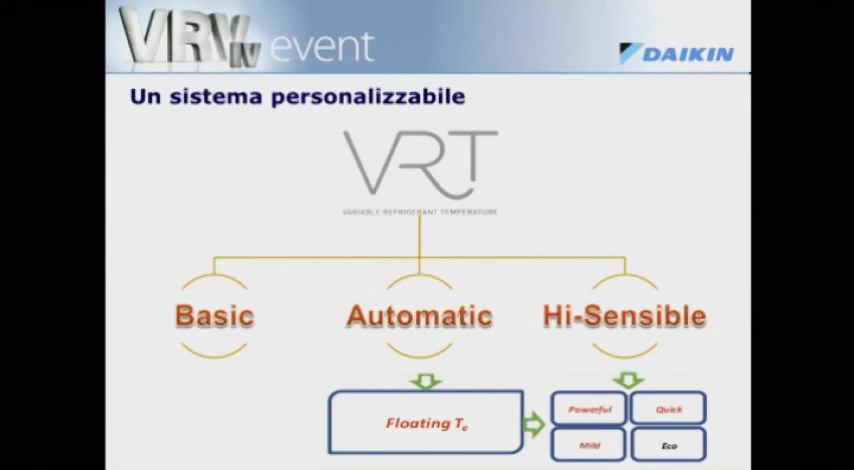 VRV IV event
DAIKIN
Un sistema personalizzabile
VRT
VARIABLE REFRIGERANT TEMPERATURE
Basic
Automatic
Hi-Sensible
Floating Te
Powerful
Quick
Mild
Eco